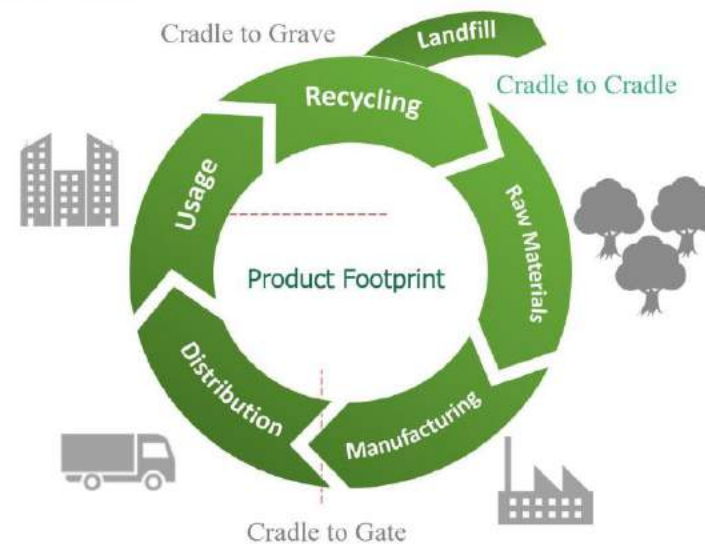 Cradle to Grave
Landfill
Cradle to Cradle
Recycling
Usage
Raw Materials
Product Footprint
Distribution
Manufacturing
Cradle to Gate